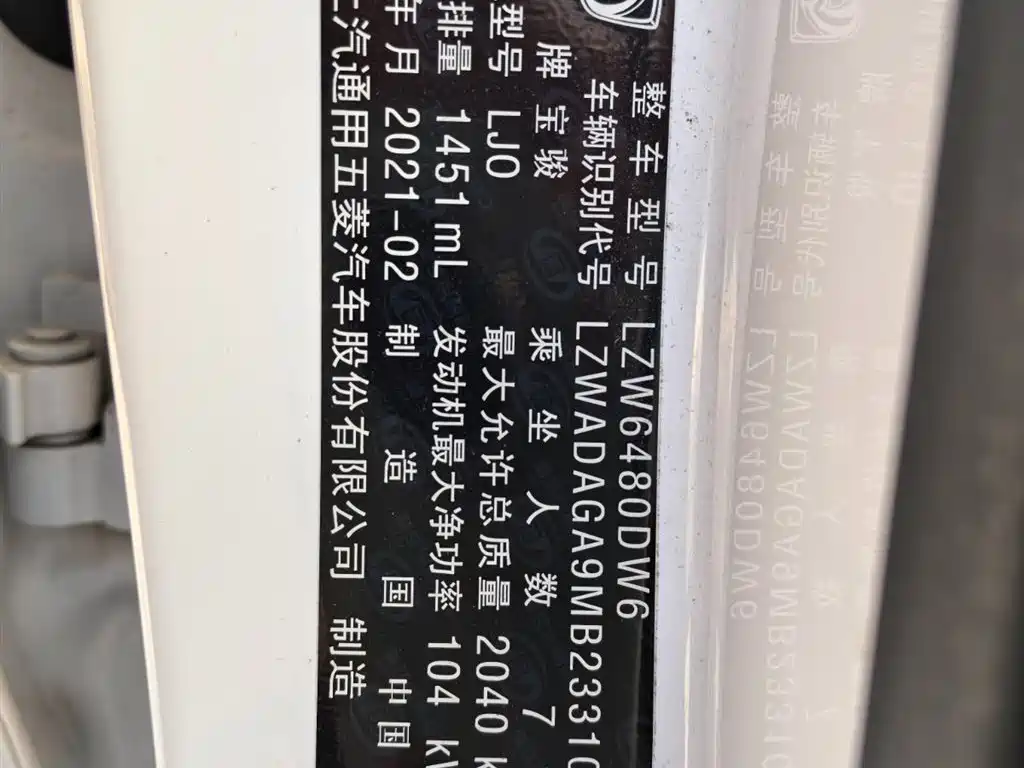 整车型号 LZW6480DW6
车辆识别代号 LZWADAGA9MB23310
牌 宝骏 乘坐人数 7
型号 LJO 最大允许总质量 2040 k
排量 1451mL 发动机最大净功率 104 kW
年月 2021-02 制造国 中国
汽通用五菱汽车股份有限公司 制造